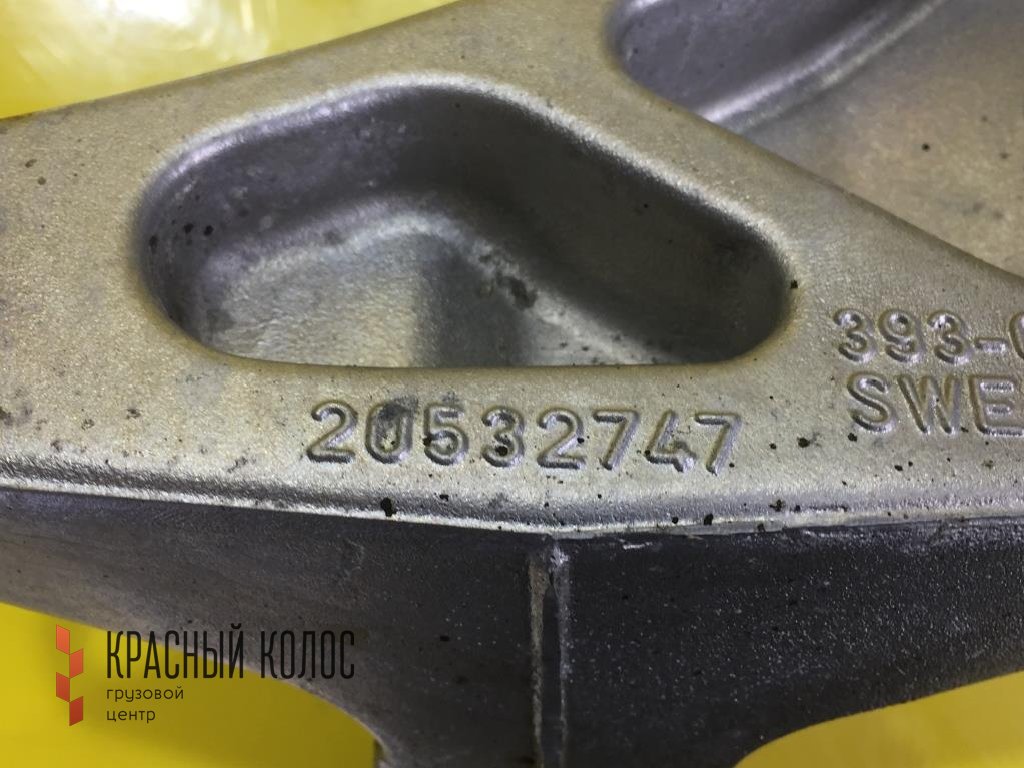 393-
SWE
20532747
КРАСНЫЙ КОЛОС
грузовой
центр